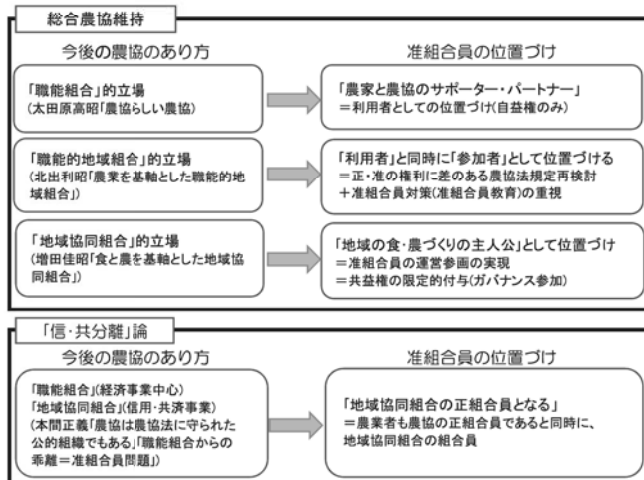 総合農協維持
今後の農協のあり方
准組合員の位置づけ
「職能組合」的立場
(太田原高昭「農協らしい農協)
「農家と農協のサポーター・パートナー」
=利用者としての位置づけ(自益権のみ)
「職能的地域組合」的立場
(北出利昭「農業を基軸とした職能的地
域組合」)
「利用者」と同時に「参加者」として位置づける
=正・准の権利に差のある農協法規定再検討
+准組合員対策(准組合員教育)の重視
「地域協同組合」的立場
(増田佳昭「食と農を基軸とした地域協
同組合」)
「地域の食・農づくりの主人公」として位置づけ
=准組合員の運営参画の実現
=共益権の限定的付与(ガバナンス参加)
「信・共分離」論
今後の農協のあり方
准組合員の位置づけ
「職能組合」(経済事業中心)
「地域協同組合」(信用・共済事業)
(本間正義「農協は農協法に守られた
公的組織でもある」「職能組合からの
乖離=准組合員問題」)
「地域協同組合の正組合員となる」
=農業者も農協の正組合員であると同時に、
地域協同組合の組合員